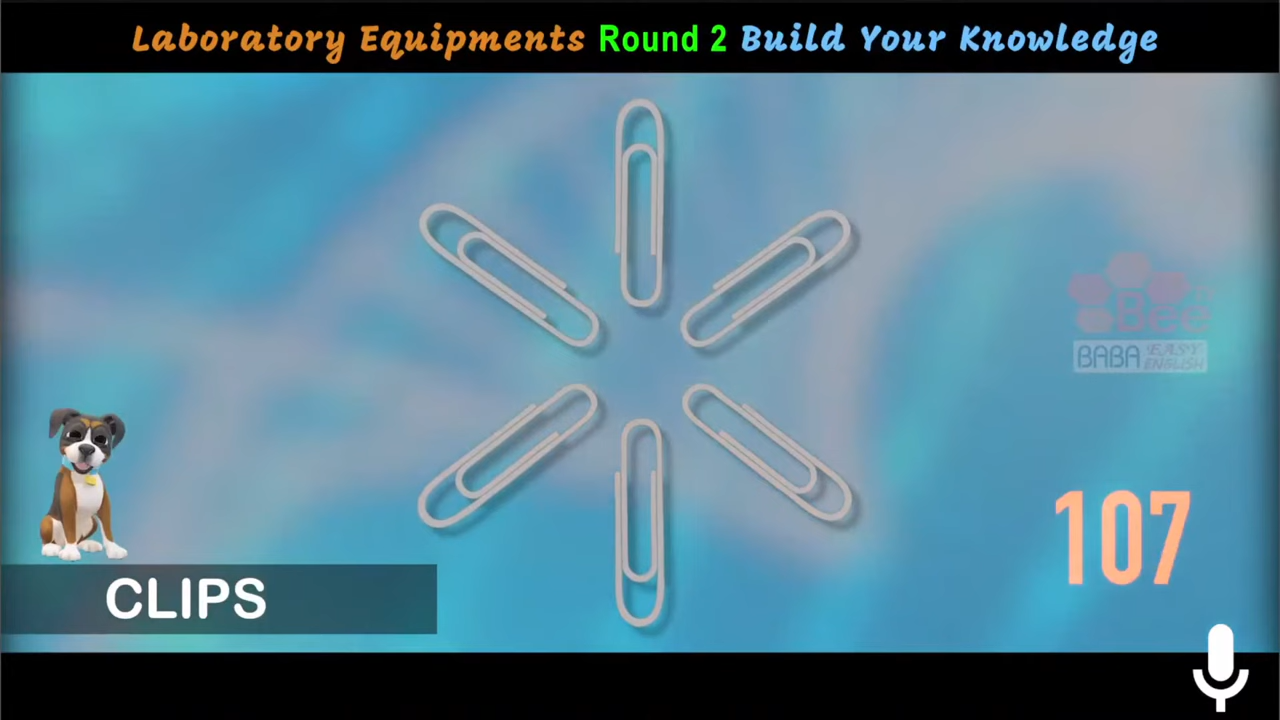 Laboratory Equipments Round 2 Build Your Knowledge
Bee
BABA EASY ENGLISH
107
CLIPS